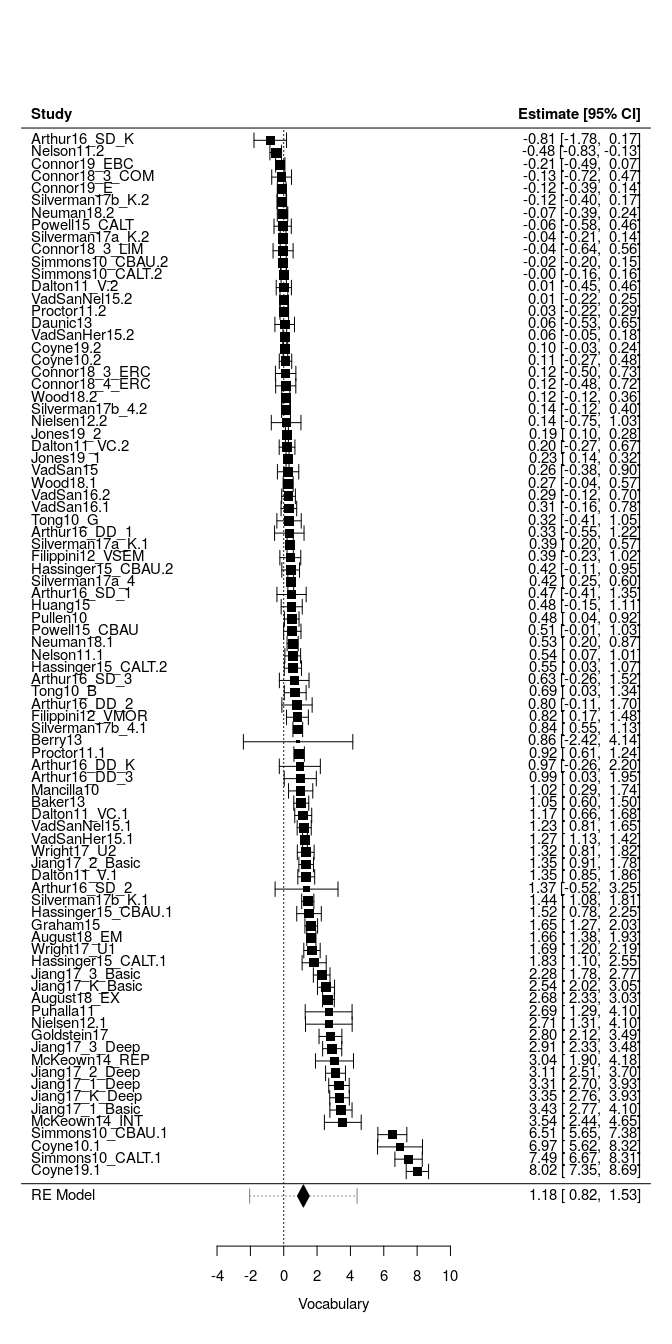 Study Estimate [95% CI]
Arthur16_SD_K -0.81 [-1.78, 0.17]
Nelson11.2 -0.48 [-0.83, -0.13]
Connor19_EBC -0.21 [-0.49, 0.07]
Connor18_3_COM -0.13 [-0.72, 0.47]
Connor19_E -0.12 [-0.39, 0.14]
Silverman17b_K.2 -0.12 [-0.40, 0.17]
Neuman18.2 -0.07 [-0.39, 0.24]
Powell15_CALT -0.06 [-0.58, 0.46]
Silverman17a_K.2 -0.04 [-0.21, 0.14]
Connor18_3_LIM -0.04 [-0.64, 0.56]
Simmons10_CBAU.2 -0.02 [-0.20, 0.15]
Simmons10_CALT.2 -0.00 [-0.16, 0.16]
Dalton11_V.2 0.01 [-0.45, 0.46]
VadSanNel15.2 0.01 [-0.22, 0.25]
Proctor11.2 0.03 [-0.22, 0.29]
Daunic13 0.06 [-0.53, 0.65]
VadSanHer15.2 0.06 [-0.05, 0.18]
Coyne19.2 0.10 [-0.03, 0.24]
Coyne10.2 0.11 [-0.27, 0.48]
Connor18_3_ERC 0.12 [-0.50, 0.73]
Connor18_4_ERC 0.12 [-0.48, 0.72]
Wood18.2 0.12 [-0.12, 0.36]
Silverman17b_4.2 0.14 [-0.12, 0.40]
Nielsen12.2 0.14 [-0.75, 1.03]
Jones19_2 0.19 [ 0.10, 0.28]
Dalton11_VC.2 0.20 [-0.27, 0.67]
Jones19_1 0.23 [ 0.14, 0.32]
VadSan15 0.26 [-0.38, 0.90]
Wood18.1 0.27 [-0.04, 0.57]
VadSan16.2 0.29 [-0.12, 0.70]
VadSan16.1 0.31 [-0.16, 0.78]
Tong10_G 0.32 [-0.41, 1.05]
Arthur16_DD_1 0.33 [-0.55, 1.22]
Silverman17a_K.1 0.39 [ 0.20, 0.57]
Filippini12_VSEM 0.39 [-0.23, 1.02]
Hassinger15_CBAU.2 0.42 [-0.11, 0.95]
Silverman17a_4 0.42 [ 0.25, 0.60]
Arthur16_SD_1 0.47 [-0.41, 1.35]
Huang15 0.48 [-0.15, 1.11]
Pullen10 0.48 [ 0.04, 0.92]
Powell15_CBAU 0.51 [-0.01, 1.03]
Neuman18.1 0.53 [ 0.20, 0.87]
Nelson11.1 0.54 [ 0.07, 1.01]
Hassinger15_CALT.2 0.55 [ 0.03, 1.07]
Arthur16_SD_3 0.63 [-0.26, 1.52]
Tong10_B 0.69 [ 0.03, 1.34]
Arthur16_DD_2 0.80 [-0.11, 1.70]
Filippini12_VMOR 0.82 [ 0.17, 1.48]
Silverman17b_4.1 0.84 [ 0.55, 1.13]
Berry13 0.86 [-2.42, 4.14]
Proctor11.1 0.92 [ 0.61, 1.24]
Arthur16_DD_K 0.97 [-0.26, 2.20]
Arthur16_DD_3 0.99 [ 0.03, 1.95]
Mancilla10 1.02 [ 0.29, 1.74]
Baker13 1.05 [ 0.60, 1.50]
Dalton11_VC.1 1.17 [ 0.66, 1.68]
VadSanNel15.1 1.23 [ 0.81, 1.65]
VadSanHer15.1 1.27 [ 1.13, 1.42]
Wright17_U2 1.32 [ 0.81, 1.82]
Jiang17_2_Basic 1.35 [ 0.91, 1.78]
Dalton11_V.1 1.35 [ 0.85, 1.86]
Arthur16_SD_2 1.37 [-0.52, 3.25]
Silverman17b_K.1 1.44 [ 1.08, 1.81]
Hassinger15_CBAU.1 1.52 [ 0.78, 2.25]
Graham15 1.65 [ 1.27, 2.03]
August18_EM 1.66 [ 1.38, 1.93]
Wright17_U1 1.69 [ 1.20, 2.19]
Hassinger15_CALT.1 1.83 [ 1.10, 2.55]
Jiang17_3_Basic 2.28 [ 1.78, 2.77]
Jiang17_K_Basic 2.54 [ 2.02, 3.05]
August18_EX 2.68 [ 2.33, 3.03]
Puhalla11 2.69 [ 1.29, 4.10]
Nielsen12.1 2.71 [ 1.31, 4.10]
Goldstein17 2.80 [ 2.12, 3.49]
Jiang17_3_Deep 2.91 [ 2.33, 3.48]
McKeown14_REP 3.04 [ 1.90, 4.18]
Jiang17_2_Deep 3.11 [ 2.51, 3.70]
Jiang17_1_Deep 3.31 [ 2.70, 3.93]
Jiang17_K_Deep 3.35 [ 2.76, 3.93]
Jiang17_1_Basic 3.43 [ 2.77, 4.10]
McKeown14_INT 3.54 [ 2.44, 4.65]
Simmons10_CBAU.1 6.51 [ 5.65, 7.38]
Coyne10.1 6.97 [ 5.62, 8.32]
Simmons10_CALT.1 7.49 [ 6.67, 8.31]
Coyne19.1 8.02 [ 7.35, 8.69]
RE Model 1.18 [ 0.82, 1.53]
-4 -2 0 2 4 6 8 10
Vocabulary